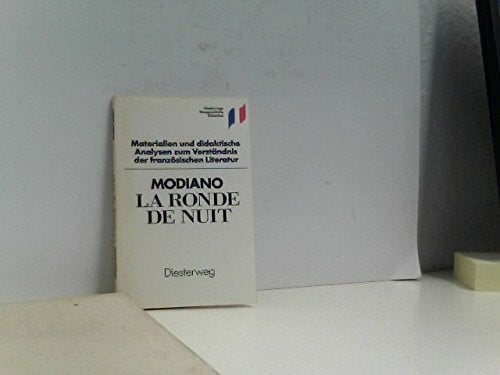 Materialien und didaktische
Analysen zum Verständnis
der französischen Literatur
MODIANO
LA RONDE
DE NUIT
Diesterweg